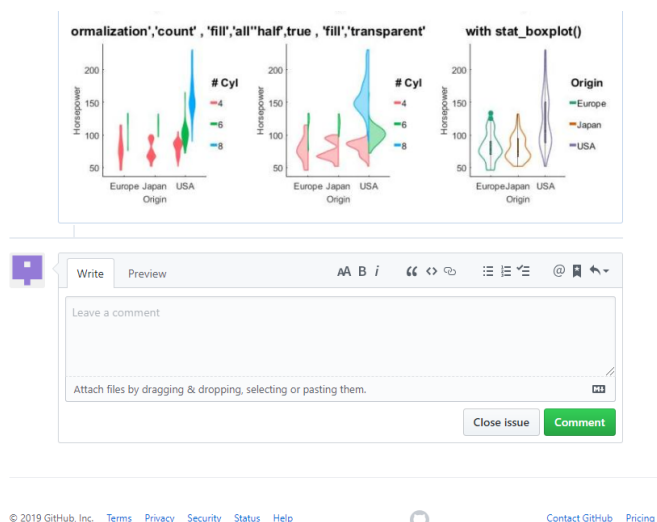 ormalization','count' , 'fill','all''half',true , 'fill','transparent' with stat_boxplot()
200 200 200
150 150 150
100 100 100
50 50 50
Horsepower Horsepower Horsepower
# Cyl
4
6
8
# Cyl
4
6
8
Origin
Europe
Japan
USA
Europe Japan USA
Europe Japan USA
Europe Japan USA
Origin Origin Origin
Write Preview AA B i
Leave a comment
Attach files by dragging & dropping, selecting or pasting them.
Close issue Comment
© 2019 GitHub, Inc. Terms Privacy Security Status Help Contact GitHub Pricing